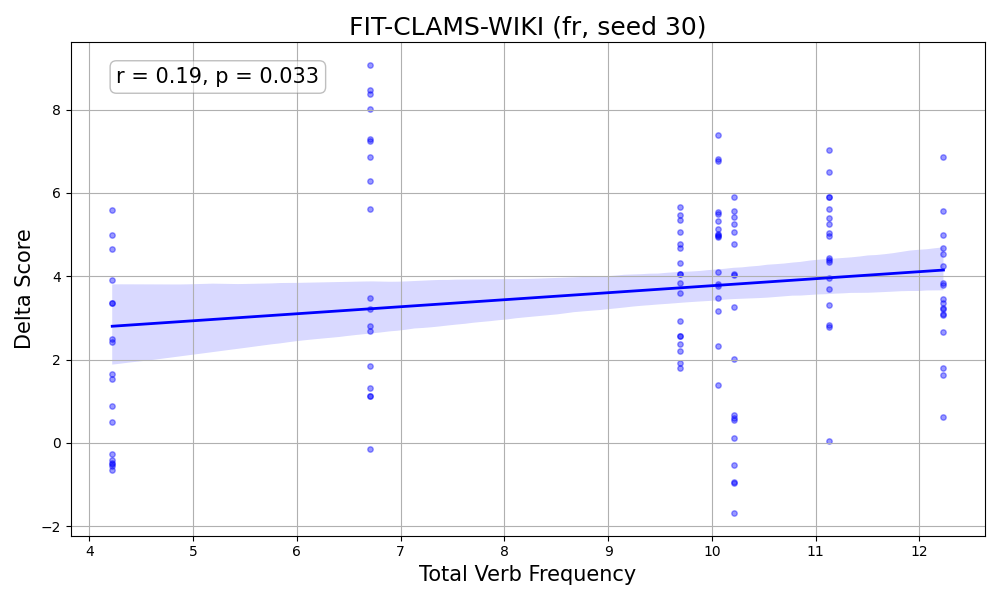 FIT-CLAMS-WIKI (fr, seed 30)
r = 0.19, p = 0.033
Delta Score
8
6
4
2
0
−2
4 5 6 7 8 9 10 11 12
Total Verb Frequency